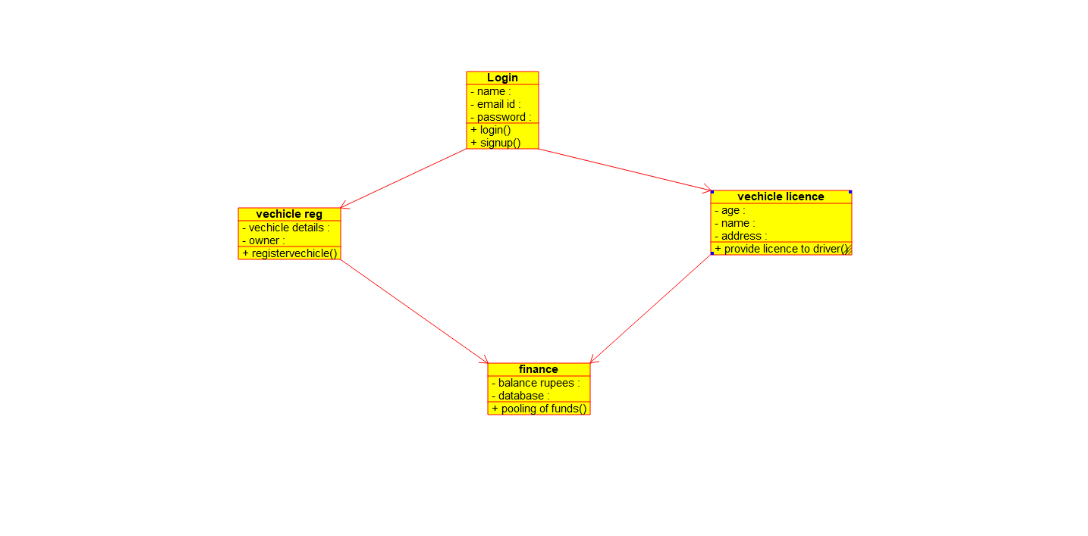 Login
- name :
- email id :
- password :
+ login()
+ signup()
vechicle reg
- vechicle details :
- owner :
+ registervechicle()
vechicle licence
- age :
- name :
- address :
+ provide licence to driver()
finance
- balance rupees :
- database :
+ pooling of funds()